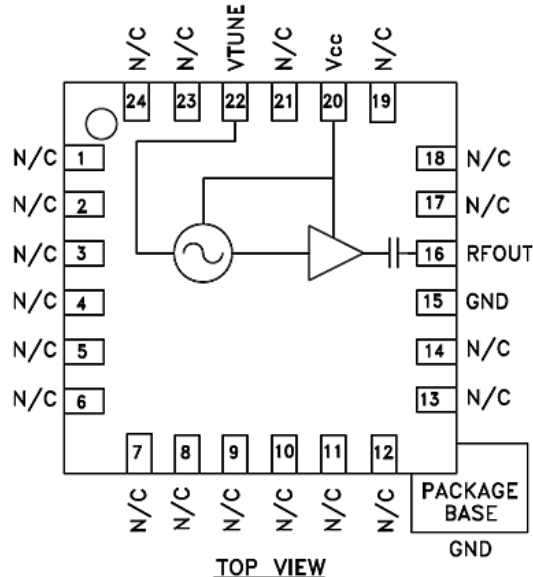 N/C N/C VTUNE N/C Vcc N/C
24 23 22 21 20 19
N/C 1 18 N/C
N/C 2 17 N/C
N/C 3 16 RFOUT
N/C 4 15 GND
N/C 5 14 N/C
N/C 6 13 N/C
7 8 9 10 11 12
N/C N/C N/C N/C N/C N/C
PACKAGE
BASE
GND
TOP VIEW